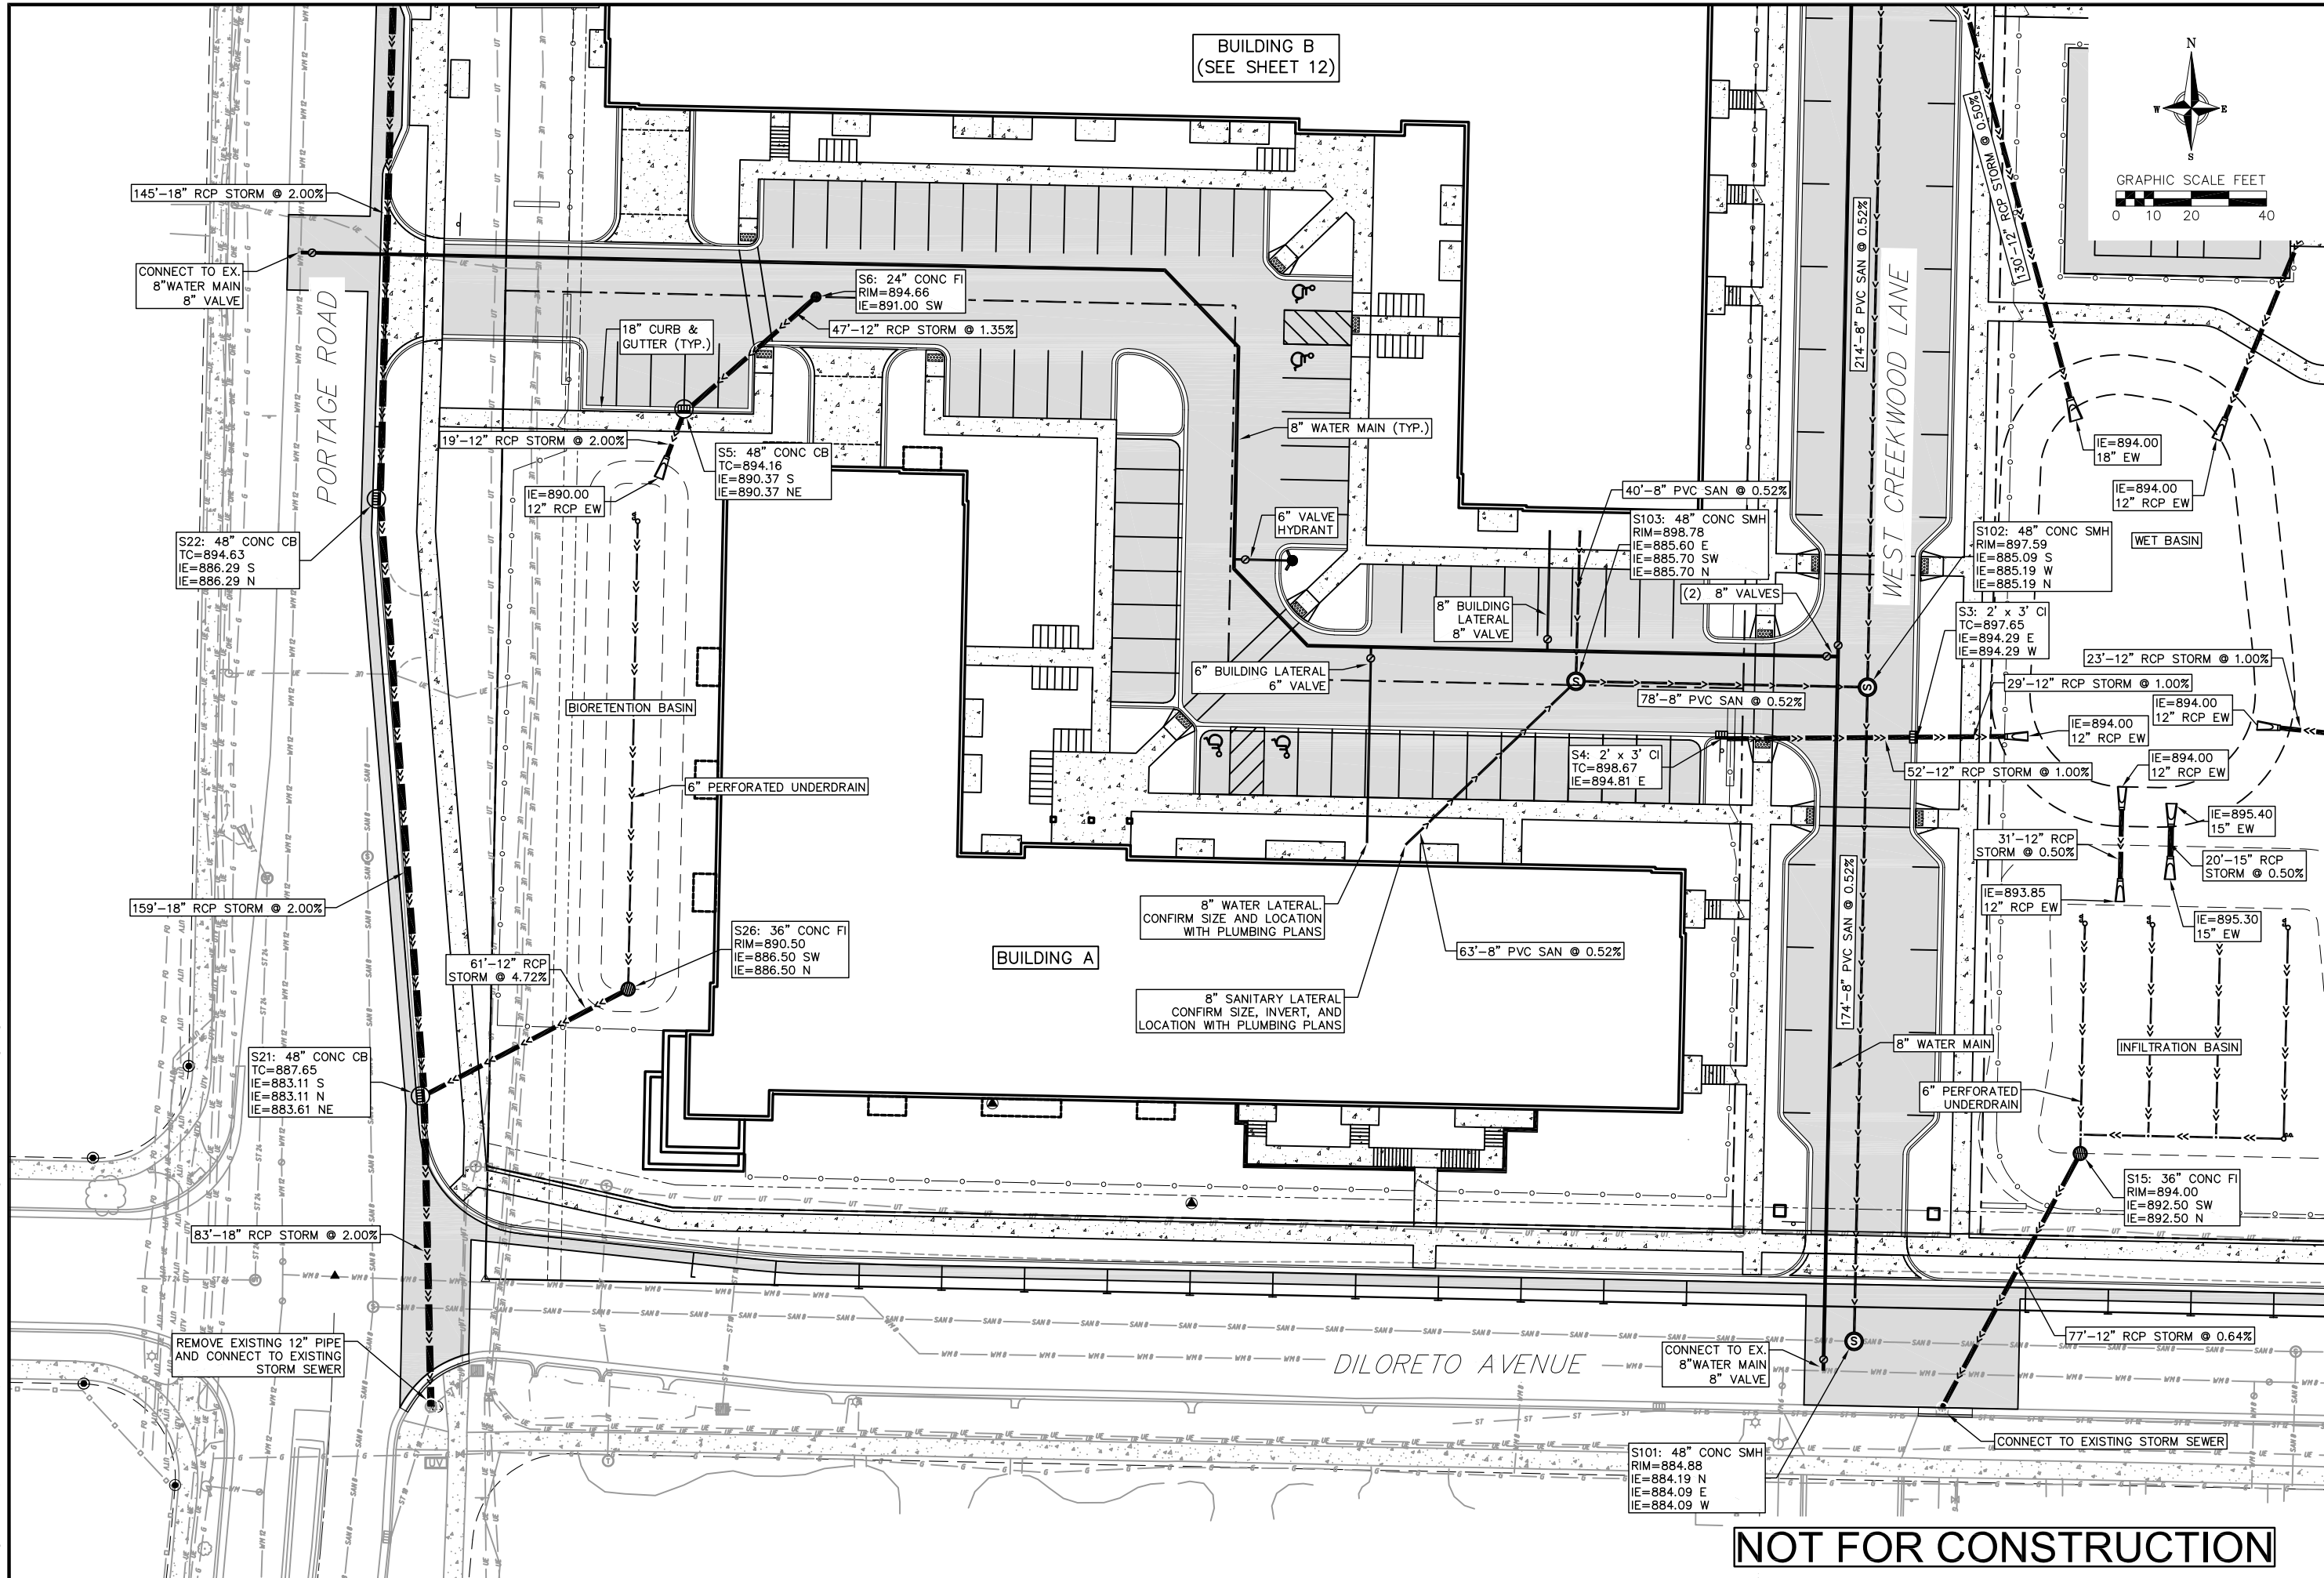 BUILDING B
(SEE SHEET 12)
N
W
E
S
GRAPHIC SCALE FEET
0 10 20 40
145'-18" RCP STORM @ 2.00%
CONNECT TO EX.
8"WATER MAIN
8" VALVE
PORTAGE ROAD
18" CURB &
GUTTER (TYP.)
S6: 24" CONC FI
RIM=894.66
IE=891.00 SW
47'-12" RCP STORM @ 1.35%
19'-12" RCP STORM @ 2.00%
S5: 48" CONC CB
TC=894.16
IE=890.37 S
IE=890.37 NE
IE=890.00
12" RCP EW
S22: 48" CONC CB
TC=894.63
IE=886.29 S
IE=886.29 N
8" WATER MAIN (TYP.)
6" VALVE
HYDRANT
214'-8" PVC SAN @ 0.52%
WEST CREEKWOOD LANE
130'-12" RCP STORM @ 0.50%
IE=894.00
18" EW
IE=894.00
12" RCP EW
WET BASIN
40'-8" PVC SAN @ 0.52%
S103: 48" CONC SMH
RIM=898.78
IE=885.60 E
IE=885.70 SW
IE=885.70 N
(2) 8" VALVES
S102: 48" CONC SMH
RIM=897.59
IE=885.09 S
IE=885.19 W
IE=885.19 N
8" BUILDING
LATERAL
8" VALVE
S3: 2' x 3' CI
TC=897.65
IE=894.29 E
IE=894.29 W
6" BUILDING LATERAL
6" VALVE
78'-8" PVC SAN @ 0.52%
23'-12" RCP STORM @ 1.00%
29'-12" RCP STORM @ 1.00%
IE=894.00
12" RCP EW
IE=894.00
12" RCP EW
BIORETENTION BASIN
S4: 2' x 3' CI
TC=898.67
IE=894.81 E
52'-12" RCP STORM @ 1.00%
IE=894.00
12" RCP EW
6" PERFORATED UNDERDRAIN
IE=895.40
15" EW
31'-12" RCP
STORM @ 0.50%
20'-15" RCP
STORM @ 0.50%
IE=893.85
12" RCP EW
IE=895.30
15" EW
159'-18" RCP STORM @ 2.00%
8" WATER LATERAL.
CONFIRM SIZE AND LOCATION
WITH PLUMBING PLANS
63'-8" PVC SAN @ 0.52%
174'-8" PVC SAN @ 0.52%
S26: 36" CONC FI
RIM=890.50
IE=886.50 SW
IE=886.50 N
61'-12" RCP
STORM @ 4.72%
BUILDING A
8" SANITARY LATERAL
CONFIRM SIZE, INVERT, AND
LOCATION WITH PLUMBING PLANS
8" WATER MAIN
INFILTRATION BASIN
S21: 48" CONC CB
TC=887.65
IE=883.11 S
IE=883.11 N
IE=883.61 NE
6" PERFORATED
UNDERDRAIN
S15: 36" CONC FI
RIM=894.00
IE=892.50 SW
IE=892.50 N
83'-18" RCP STORM @ 2.00%
REMOVE EXISTING 12" PIPE
AND CONNECT TO EXISTING
STORM SEWER
DILORETO AVENUE
CONNECT TO EX.
8"WATER MAIN
8" VALVE
77'-12" RCP STORM @ 0.64%
CONNECT TO EXISTING STORM SEWER
S101: 48" CONC SMH
RIM=884.88
IE=884.19 N
IE=884.09 E
IE=884.09 W
NOT FOR CONSTRUCTION